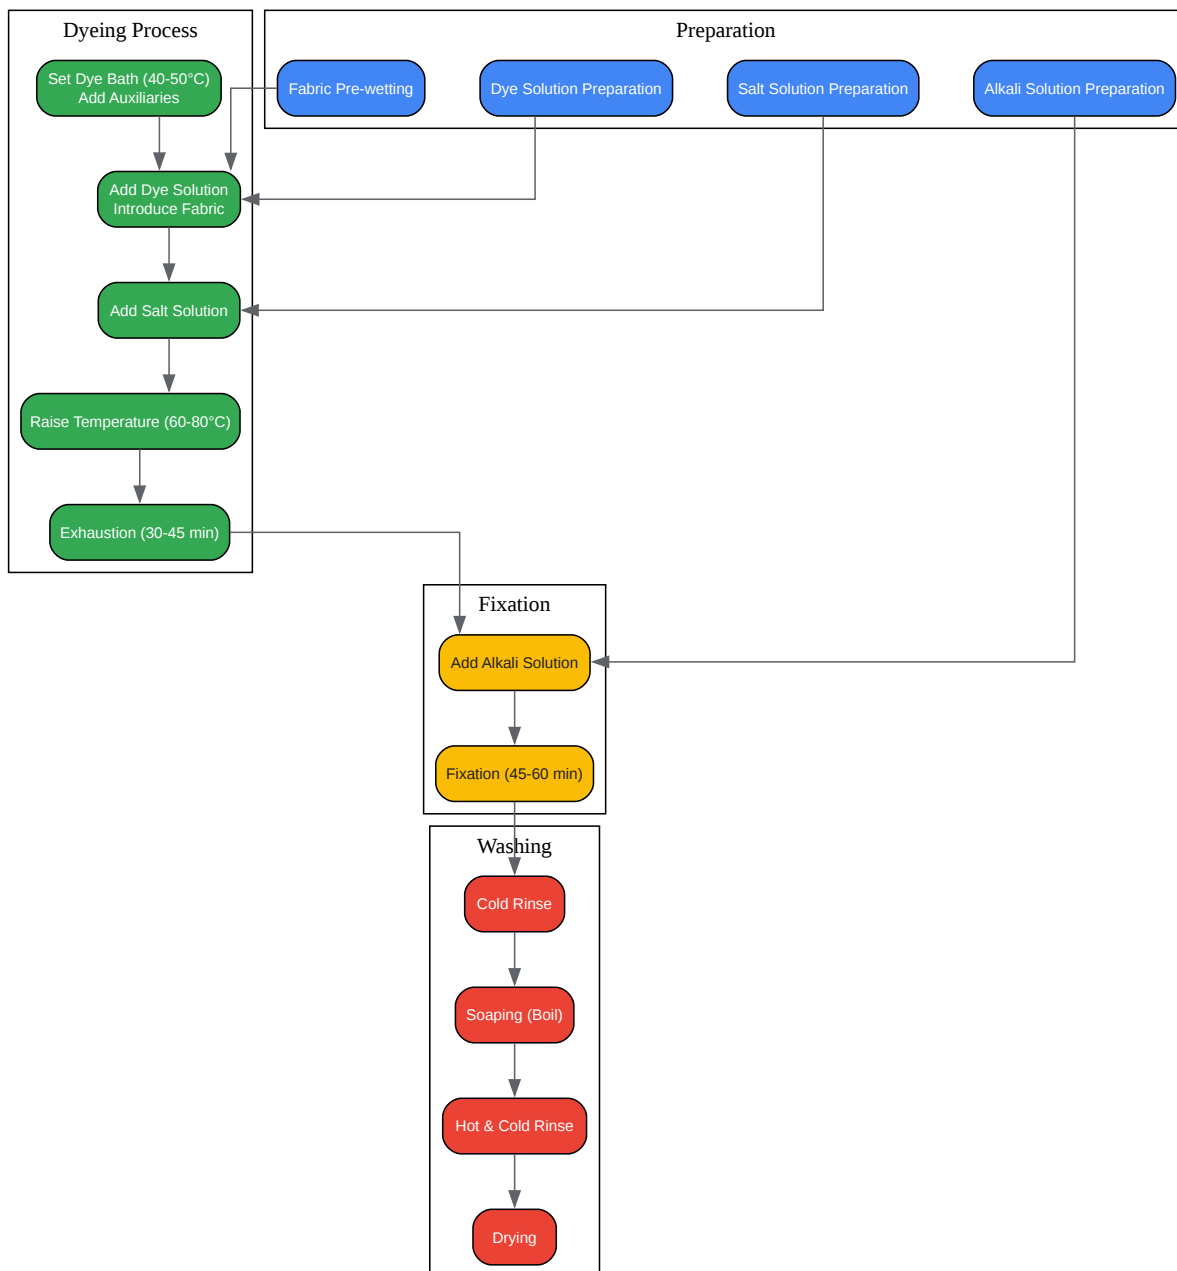 Dyeing Process
Set Dye Bath (40-50°C)
Add Auxiliaries
Add Dye Solution
Introduce Fabric
Add Salt Solution
Raise Temperature (60-80°C)
Exhaustion (30-45 min)
Preparation
Fabric Pre-wetting
Dye Solution Preparation
Salt Solution Preparation
Alkali Solution Preparation
Fixation
Add Alkali Solution
Fixation (45-60 min)
Washing
Cold Rinse
Soaping (Boil)
Hot & Cold Rinse
Drying